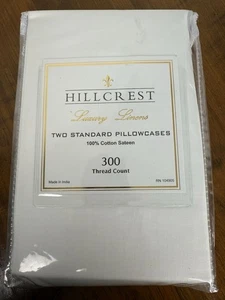 HILLCREST
Luxury Linens
TWO STANDARD PILLOWCASES
100% Cotton Sateen
300
Thread Count
Made in India